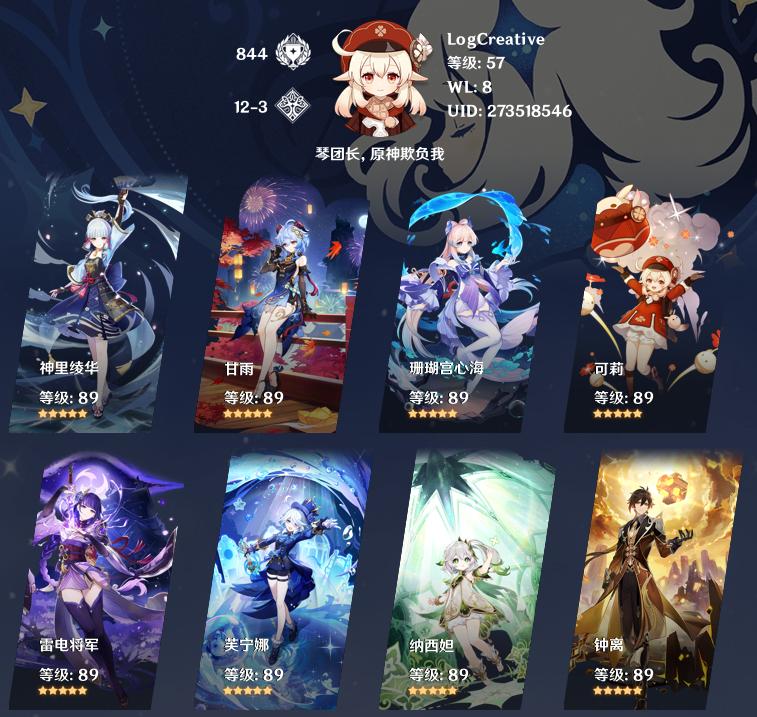 844
12-3
LogCreative
等级: 57
WL: 8
UID: 273518546
琴团长, 原神欺负我
神里绫华
等级: 89
甘雨
等级: 89
珊瑚宫心海
等级: 89
可莉
等级: 89
雷电将军
等级: 89
芙宁娜
等级: 89
纳西妲
等级: 89
钟离
等级: 89